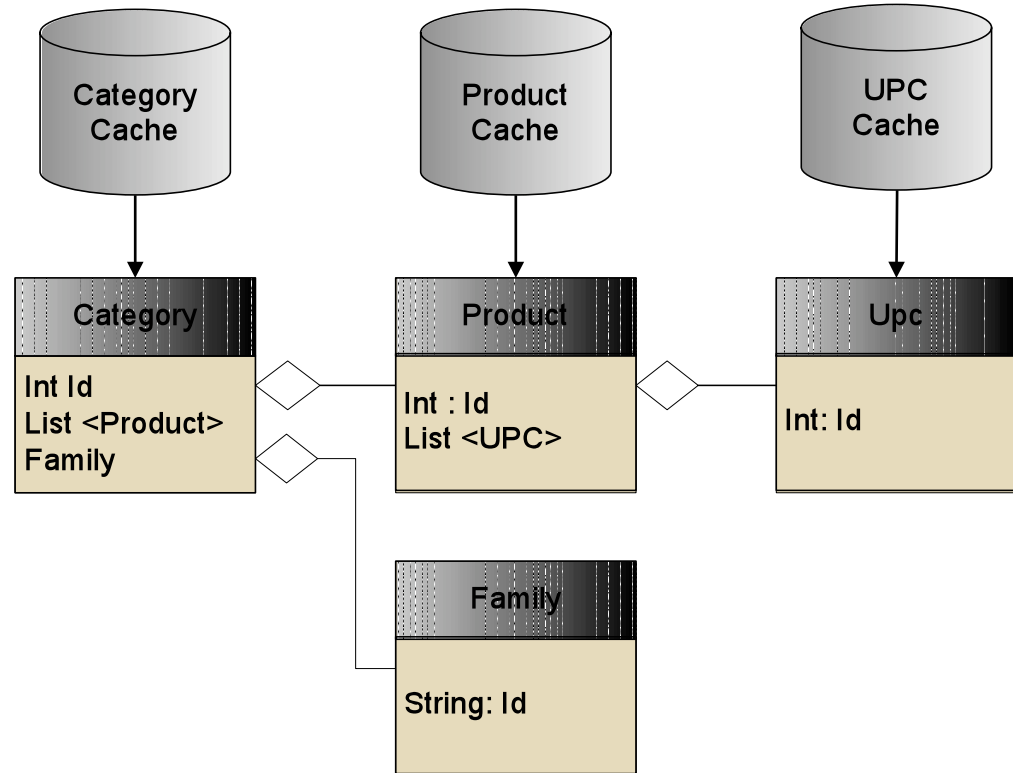 Category
Cache
Product
Cache
UPC
Cache
Category
Int Id
List <Product>
Family
Product
Int : Id
List <UPC>
Upc
Int: Id
Family
String: Id